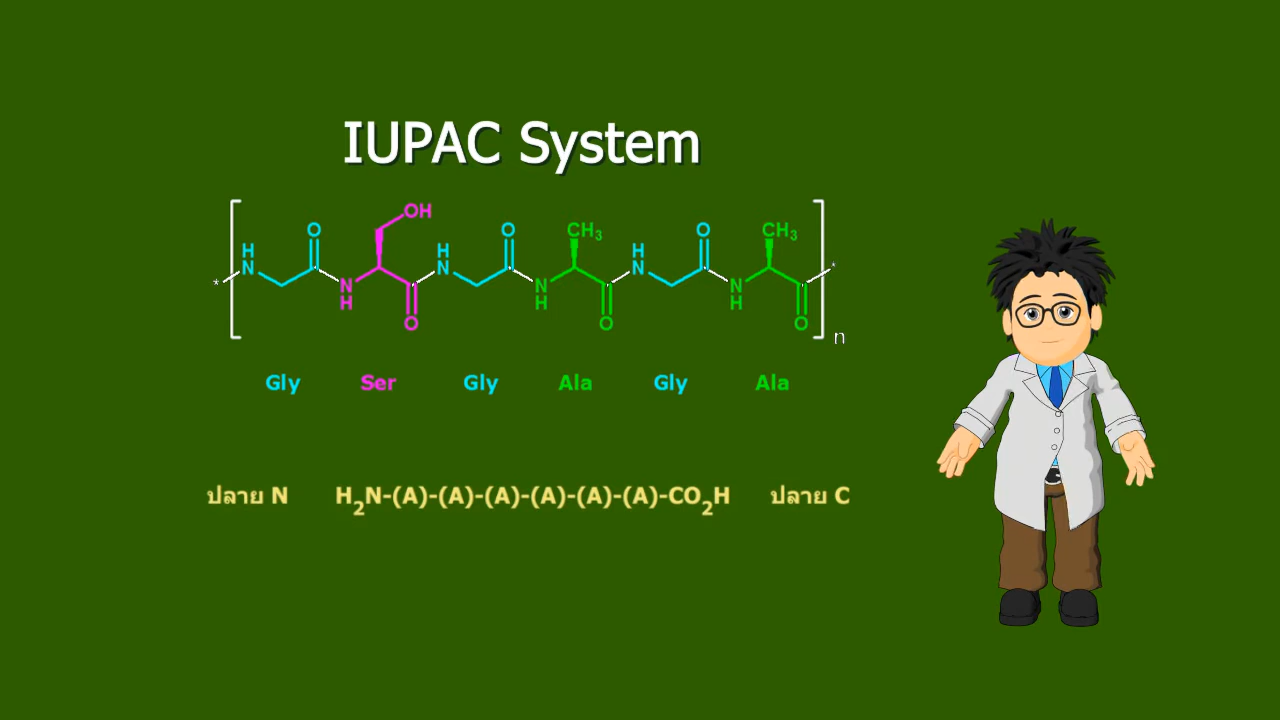 IUPAC System
OH
O O CH₃ O CH₃
H H H
N N N
* N N N *
H H H
O O O
n
Gly Ser Gly Ala Gly Ala
ปลาย N H₂N-(A)-(A)-(A)-(A)-(A)-(A)-CO₂H ปลาย C